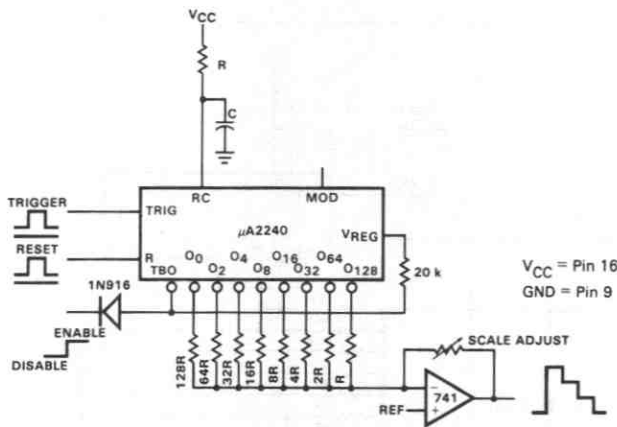 VCC
R
C
RC
MOD
TRIGGER
TRIG
μA2240
VREG
RESET
R
O0 O4 O16 O64
TBO O2 O8 O32 O128
20 k
VCC = Pin 16
GND = Pin 9
1N916
ENABLE
DISABLE
128R
64R
32R
16R
8R
4R
2R
R
SCALE ADJUST
−
741
REF
+